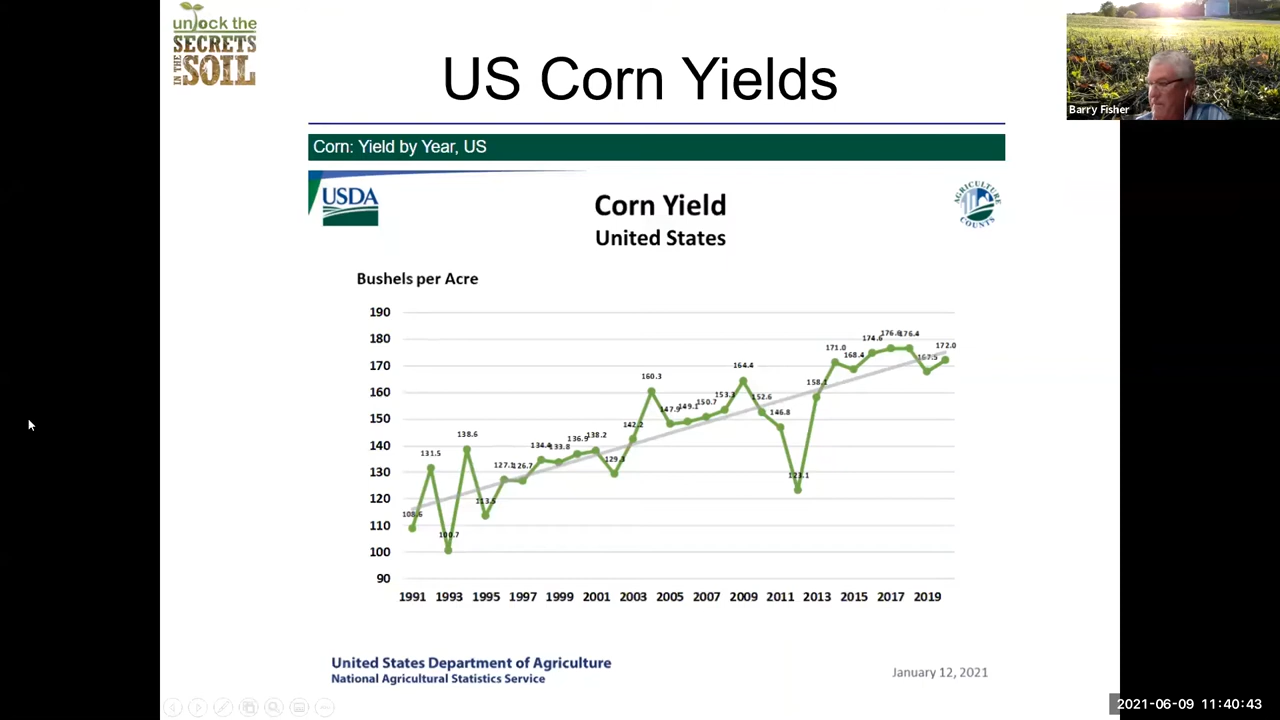 unlock the
SECRETS
IN THE
SOIL
US Corn Yields
Barry Fisher
Corn: Yield by Year, US
USDA
Corn Yield
United States
AGRICULTURE
COUNTS
Bushels per Acre
190
180
170
160
150
140
130
120
110
100
90
108.6
131.5
100.7
138.6
113.5
127.1
126.7
134.4
133.8
136.9
138.2
129.3
142.2
160.3
147.9
149.1
150.7
153.3
164.4
152.6
146.8
123.1
158.1
171.0
168.4
174.6
176.6
176.4
167.5
172.0
1991 1993 1995 1997 1999 2001 2003 2005 2007 2009 2011 2013 2015 2017 2019
United States Department of Agriculture
National Agricultural Statistics Service
January 12, 2021
2021-06-09 11:40:43